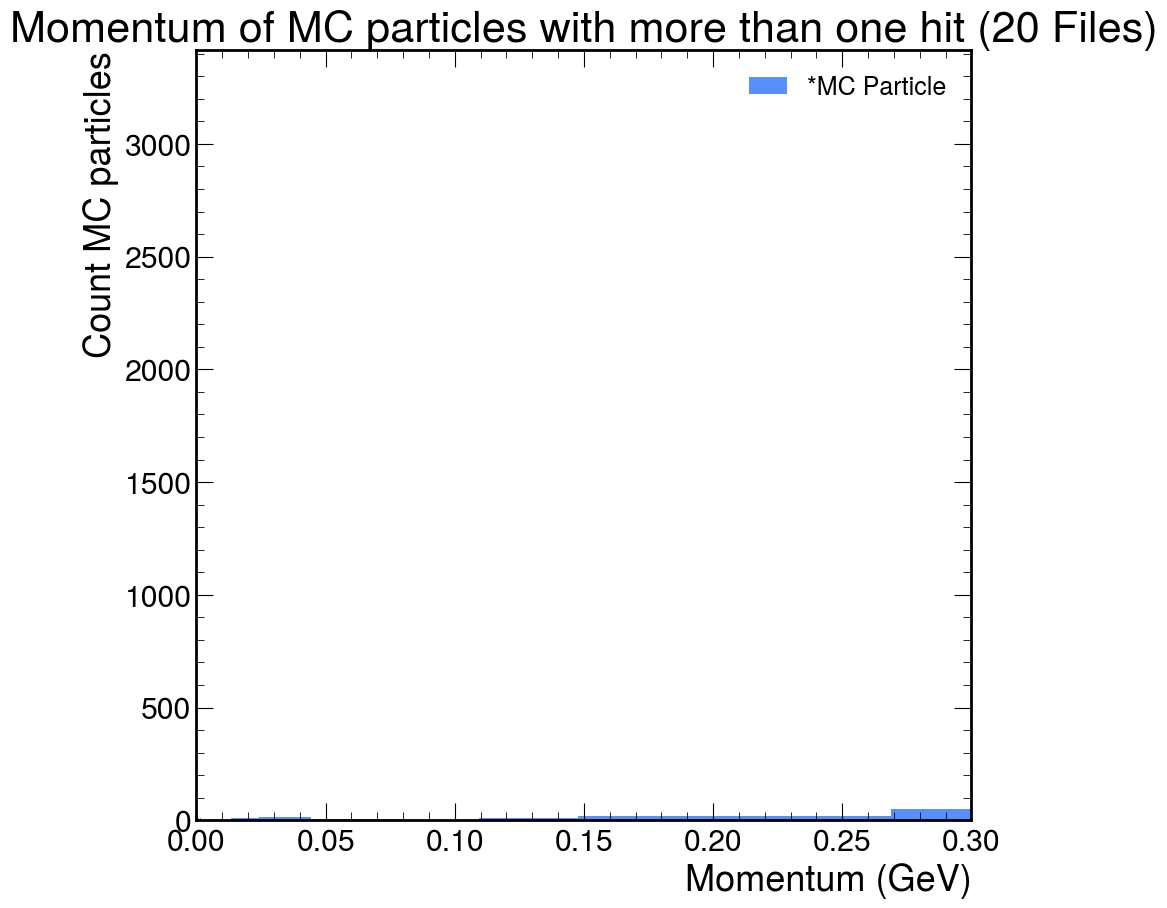 Momentum of MC particles with more than one hit (20 Files)
*MC Particle
Count MC particles
3000
2500
2000
1500
1000
500
0
0.00 0.05 0.10 0.15 0.20 0.25 0.30
Momentum (GeV)